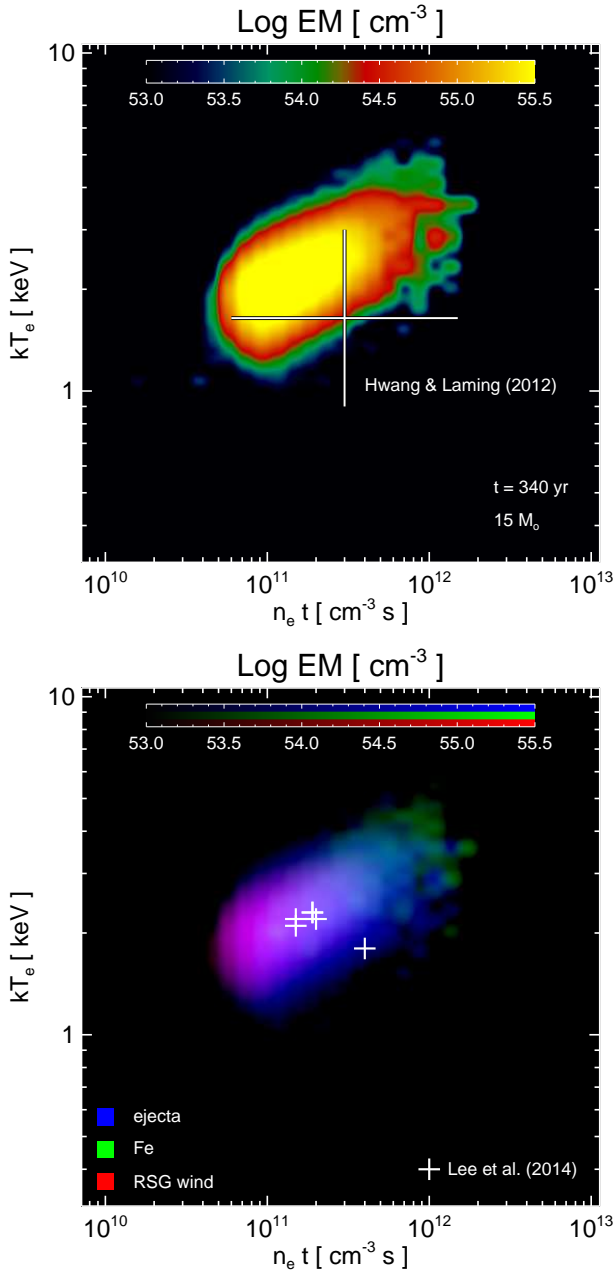 Log EM [ cm⁻³ ]
10
53.0 53.5 54.0 54.5 55.0 55.5
kTₑ [ keV ]
1
Hwang & Laming (2012)
t = 340 yr
15 Mₒ
10¹⁰ 10¹¹ 10¹² 10¹³
nₑ t [ cm⁻³ s ]
Log EM [ cm⁻³ ]
10
53.0 53.5 54.0 54.5 55.0 55.5
kTₑ [ keV ]
1
ejecta
Fe
RSG wind
Lee et al. (2014)
10¹⁰ 10¹¹ 10¹² 10¹³
nₑ t [ cm⁻³ s ]